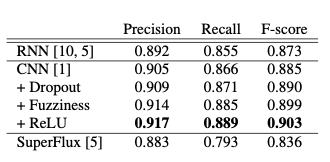 Precision Recall F-score
RNN [10, 5] 0.892 0.855 0.873
CNN [1] 0.905 0.866 0.885
+ Dropout 0.909 0.871 0.890
+ Fuzziness 0.914 0.885 0.899
+ ReLU 0.917 0.889 0.903
SuperFlux [5] 0.883 0.793 0.836